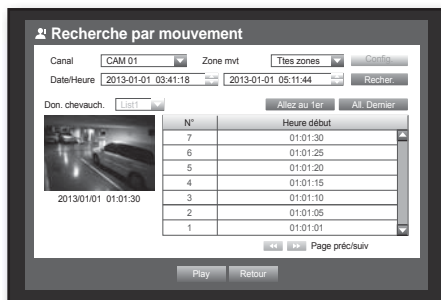 Recherche par mouvement
Canal CAM 01 Zone mvt Ttes zones Config.
Date/Heure 2013-01-01 03:41:18 2013-01-01 05:11:44 Recher.
Don. chevauch. List1 Allez au 1er All. Dernier
N° Heure début
7 01:01:30
6 01:01:25
5 01:01:20
4 01:01:15
3 01:01:10
2 01:01:05
1 01:01:01
2013/01/01 01:01:30
Page préc/suiv
Play Retour